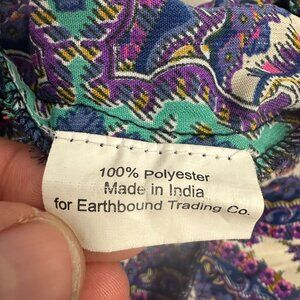 100% Polyester
Made in India
for Earthbound Trading Co.